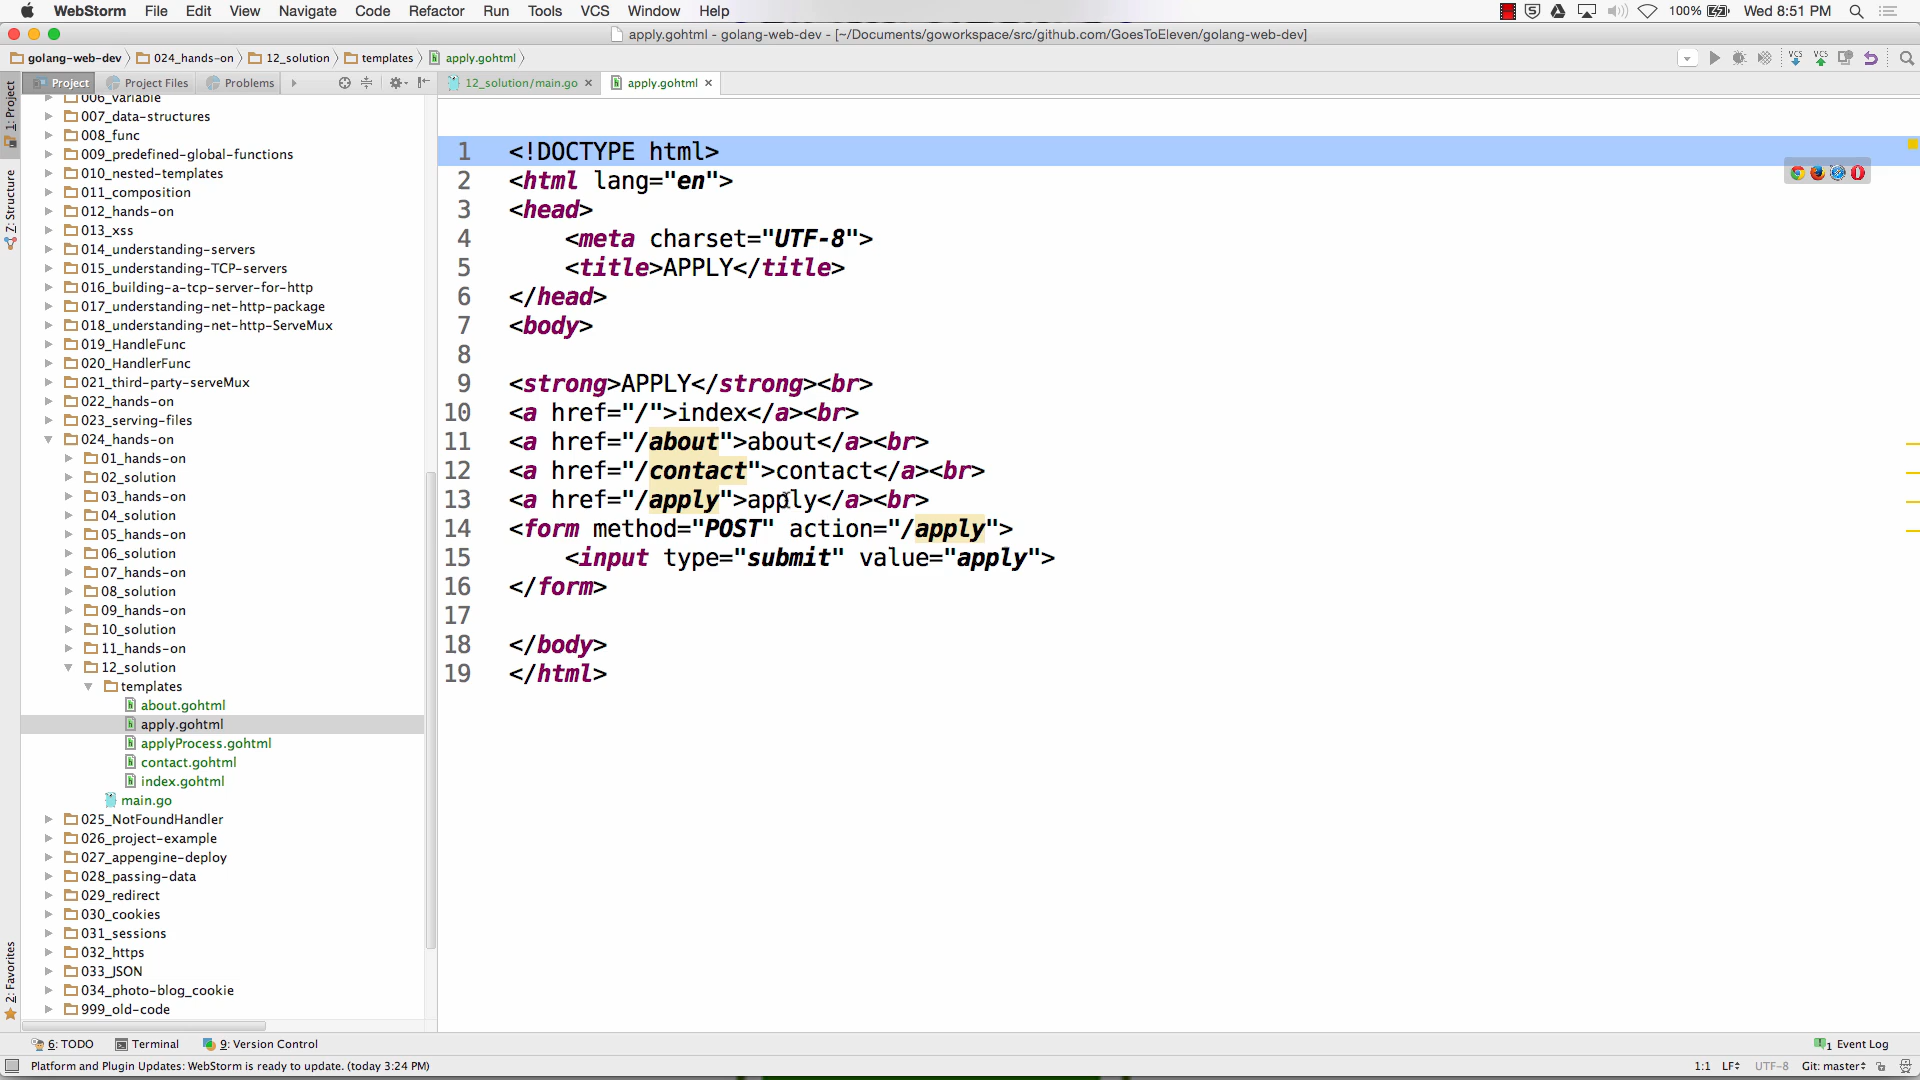 WebStorm File Edit View Navigate Code Refactor Run Tools VCS Window Help 100% Wed 8:51 PM
apply.gohtml - golang-web-dev - [~/Documents/goworkspace/src/github.com/GoesToEleven/golang-web-dev]
golang-web-dev 024_hands-on 12_solution templates apply.gohtml
Project Project Files Problems 12_solution/main.go apply.gohtml
1: Project
Z: Structure
2: Favorites
006_variable
007_data-structures
008_func
009_predefined-global-functions
010_nested-templates
011_composition
012_hands-on
013_xss
014_understanding-servers
015_understanding-TCP-servers
016_building-a-tcp-server-for-http
017_understanding-net-http-package
018_understanding-net-http-ServeMux
019_HandleFunc
020_HandlerFunc
021_third-party-serveMux
022_hands-on
023_serving-files
024_hands-on
01_hands-on
02_solution
03_hands-on
04_solution
05_hands-on
06_solution
07_hands-on
08_solution
09_hands-on
10_solution
11_hands-on
12_solution
templates
about.gohtml
apply.gohtml
applyProcess.gohtml
contact.gohtml
index.gohtml
main.go
025_NotFoundHandler
026_project-example
027_appengine-deploy
028_passing-data
029_redirect
030_cookies
031_sessions
032_https
033_JSON
034_photo-blog_cookie
999_old-code
1 <!DOCTYPE html>
2 <html lang="en">
3 <head>
4 <meta charset="UTF-8">
5 <title>APPLY</title>
6 </head>
7 <body>
8
9 <strong>APPLY</strong><br>
10 <a href="/">index</a><br>
11 <a href="/about">about</a><br>
12 <a href="/contact">contact</a><br>
13 <a href="/apply">apply</a><br>
14 <form method="POST" action="/apply">
15 <input type="submit" value="apply">
16 </form>
17
18 </body>
19 </html>
6: TODO Terminal 9: Version Control 1 Event Log
Platform and Plugin Updates: WebStorm is ready to update. (today 3:24 PM) 1:1 LF UTF-8 Git: master